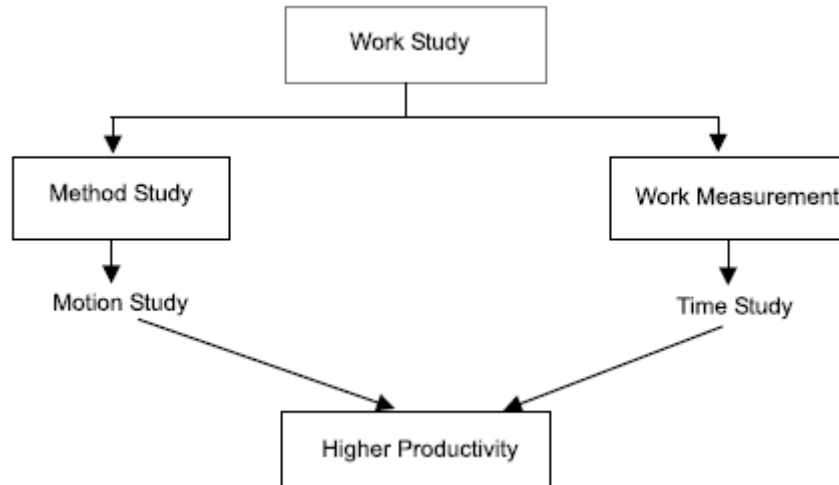 Work Study
Method Study
Work Measurement
Motion Study
Time Study
Higher Productivity